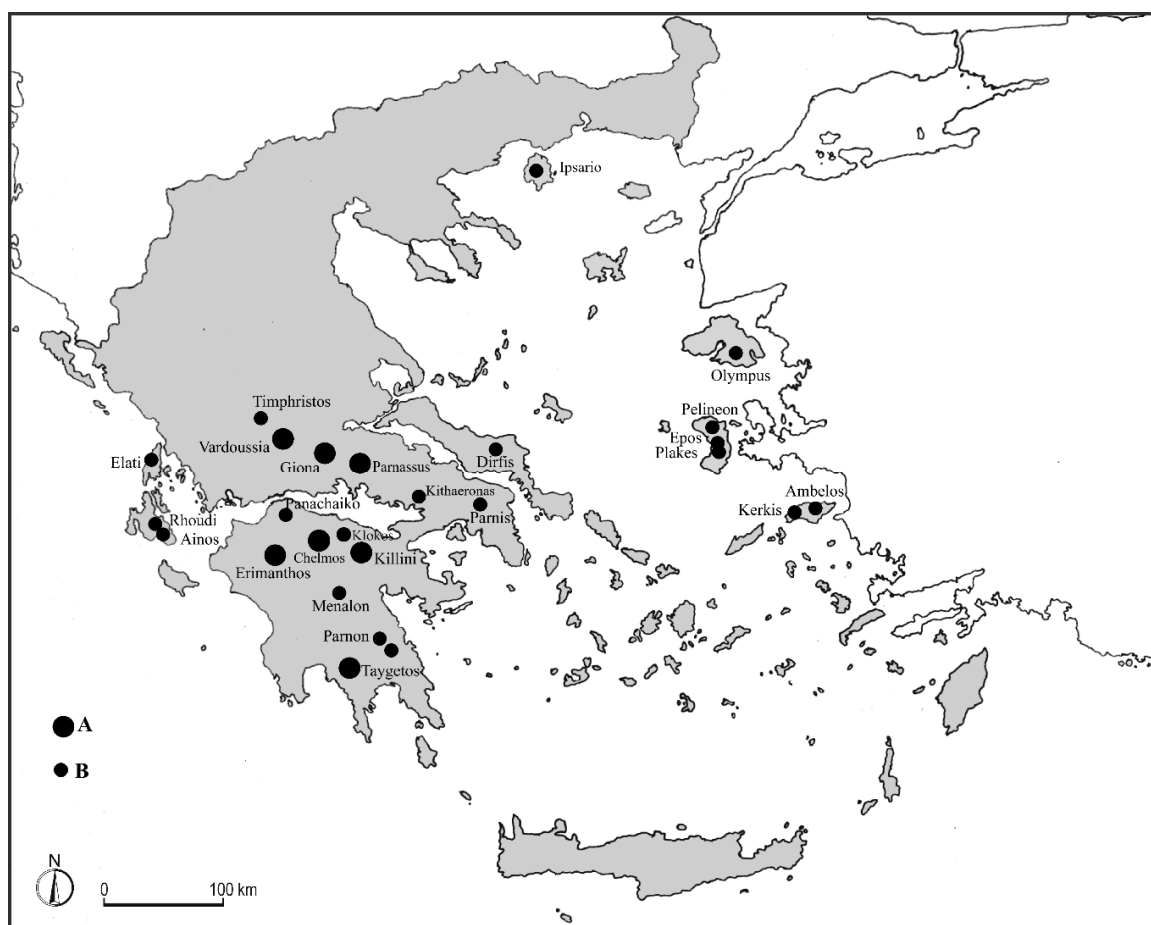 Ipsario
Olympus
Timphristos
Pelineon
Vardoussia
Epos
Elati
Giona
Parnassus
Dirfis
Plakes
Kithaeronas
Ambelos
Panachaiko
Kerkis
Parnis
Rhoudi
Ainos
Klokos
Chelmos
Killini
Erimanthos
Menalon
Parnon
Taygetos
A
B
N
0 100 km